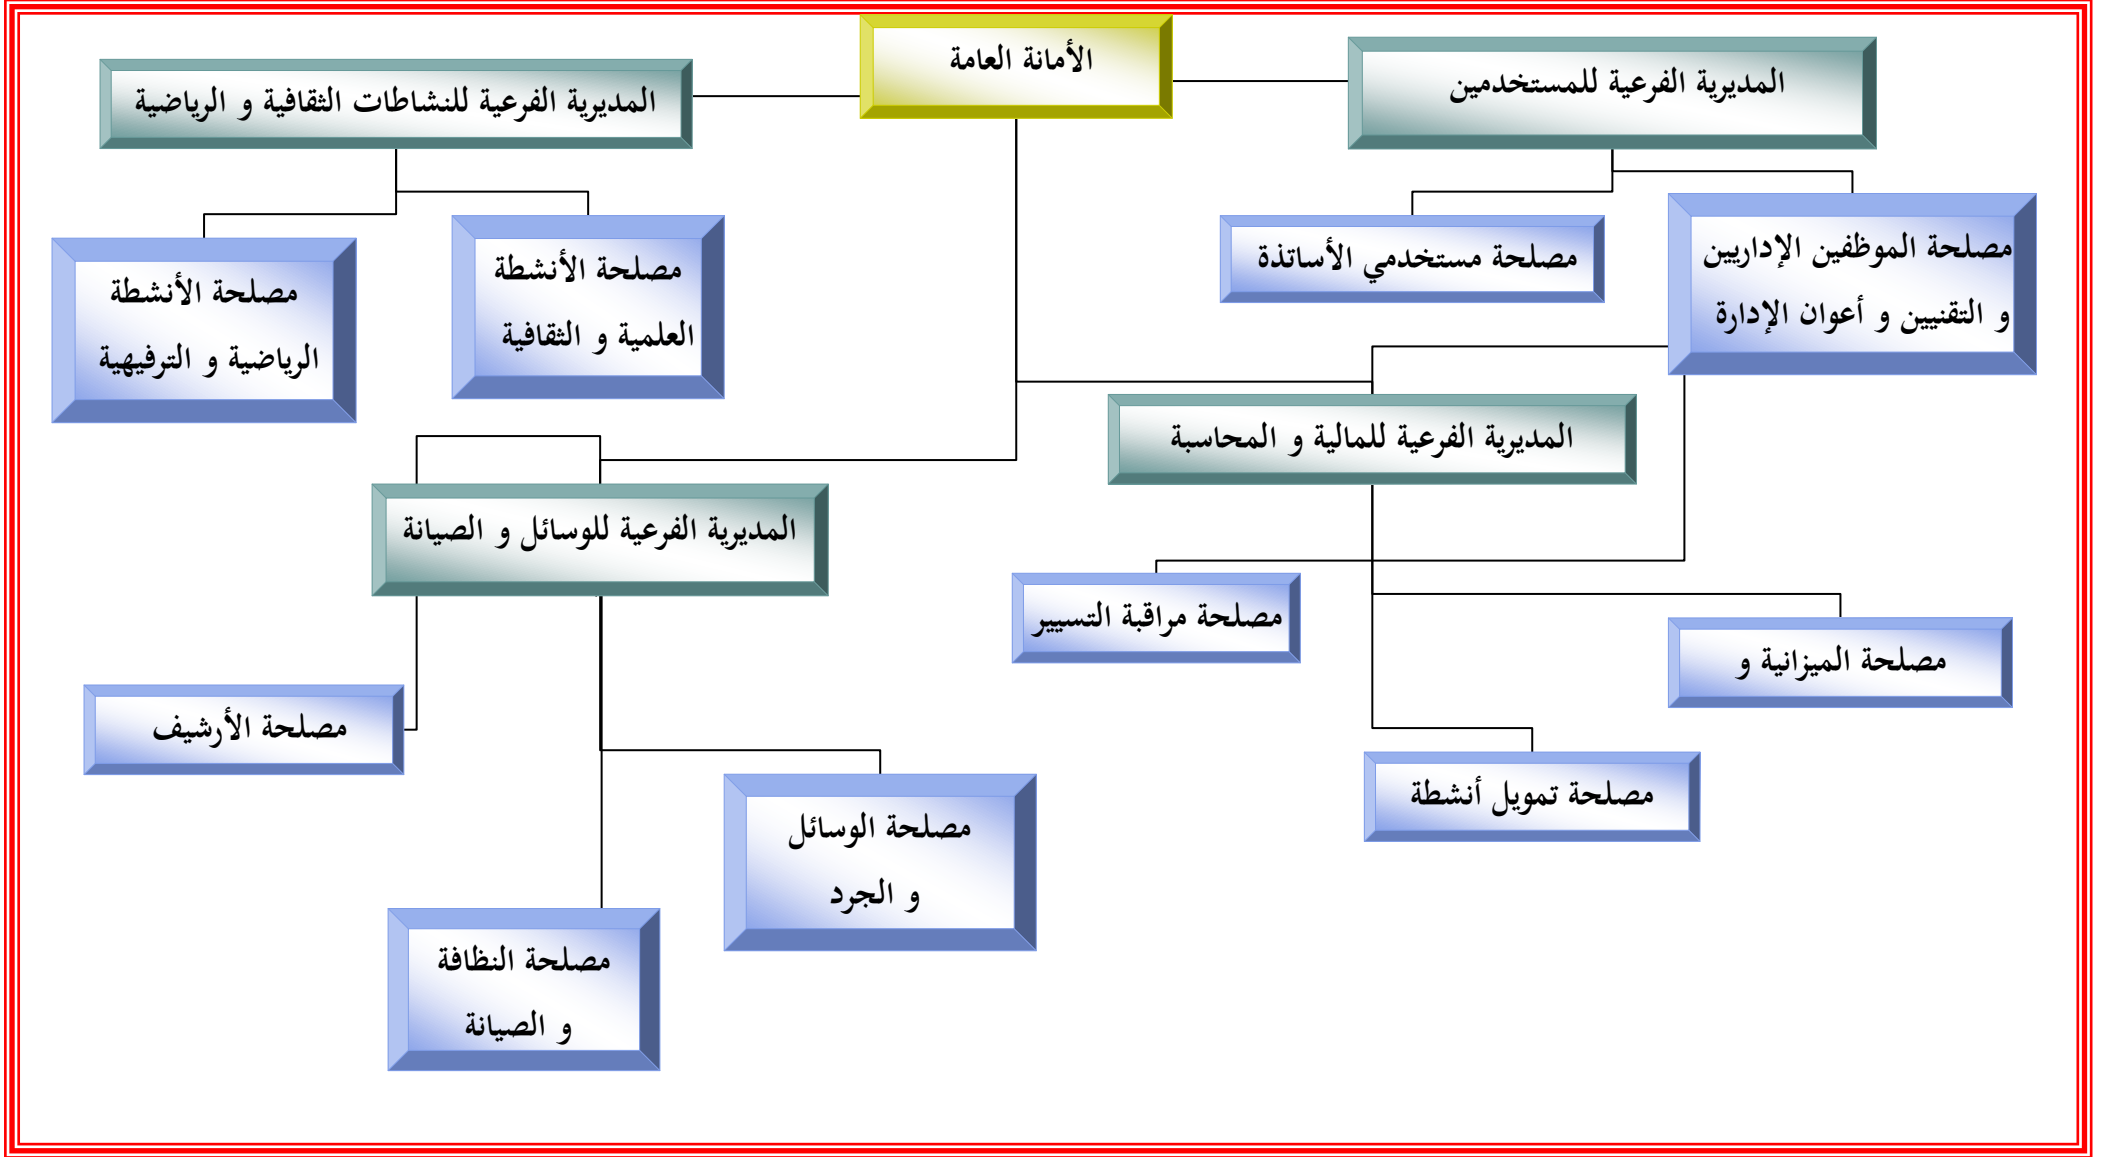 الأمانة العامة
المديرية الفرعية للمستخدمين
المديرية الفرعية للنشاطات الثقافية و الرياضية
مصلحة الموظفين الإداريين
و التقنيين و أعوان الإدارة
مصلحة مستخدمي الأساتذة
مصلحة الأنشطة
العلمية و الثقافية
مصلحة الأنشطة
الرياضية و الترفيهية
المديرية الفرعية للمالية و المحاسبة
المديرية الفرعية للوسائل و الصيانة
مصلحة مراقبة التسيير
مصلحة الميزانية و
مصلحة الأرشيف
مصلحة تمويل أنشطة
مصلحة الوسائل
و الجرد
مصلحة النظافة
و الصيانة